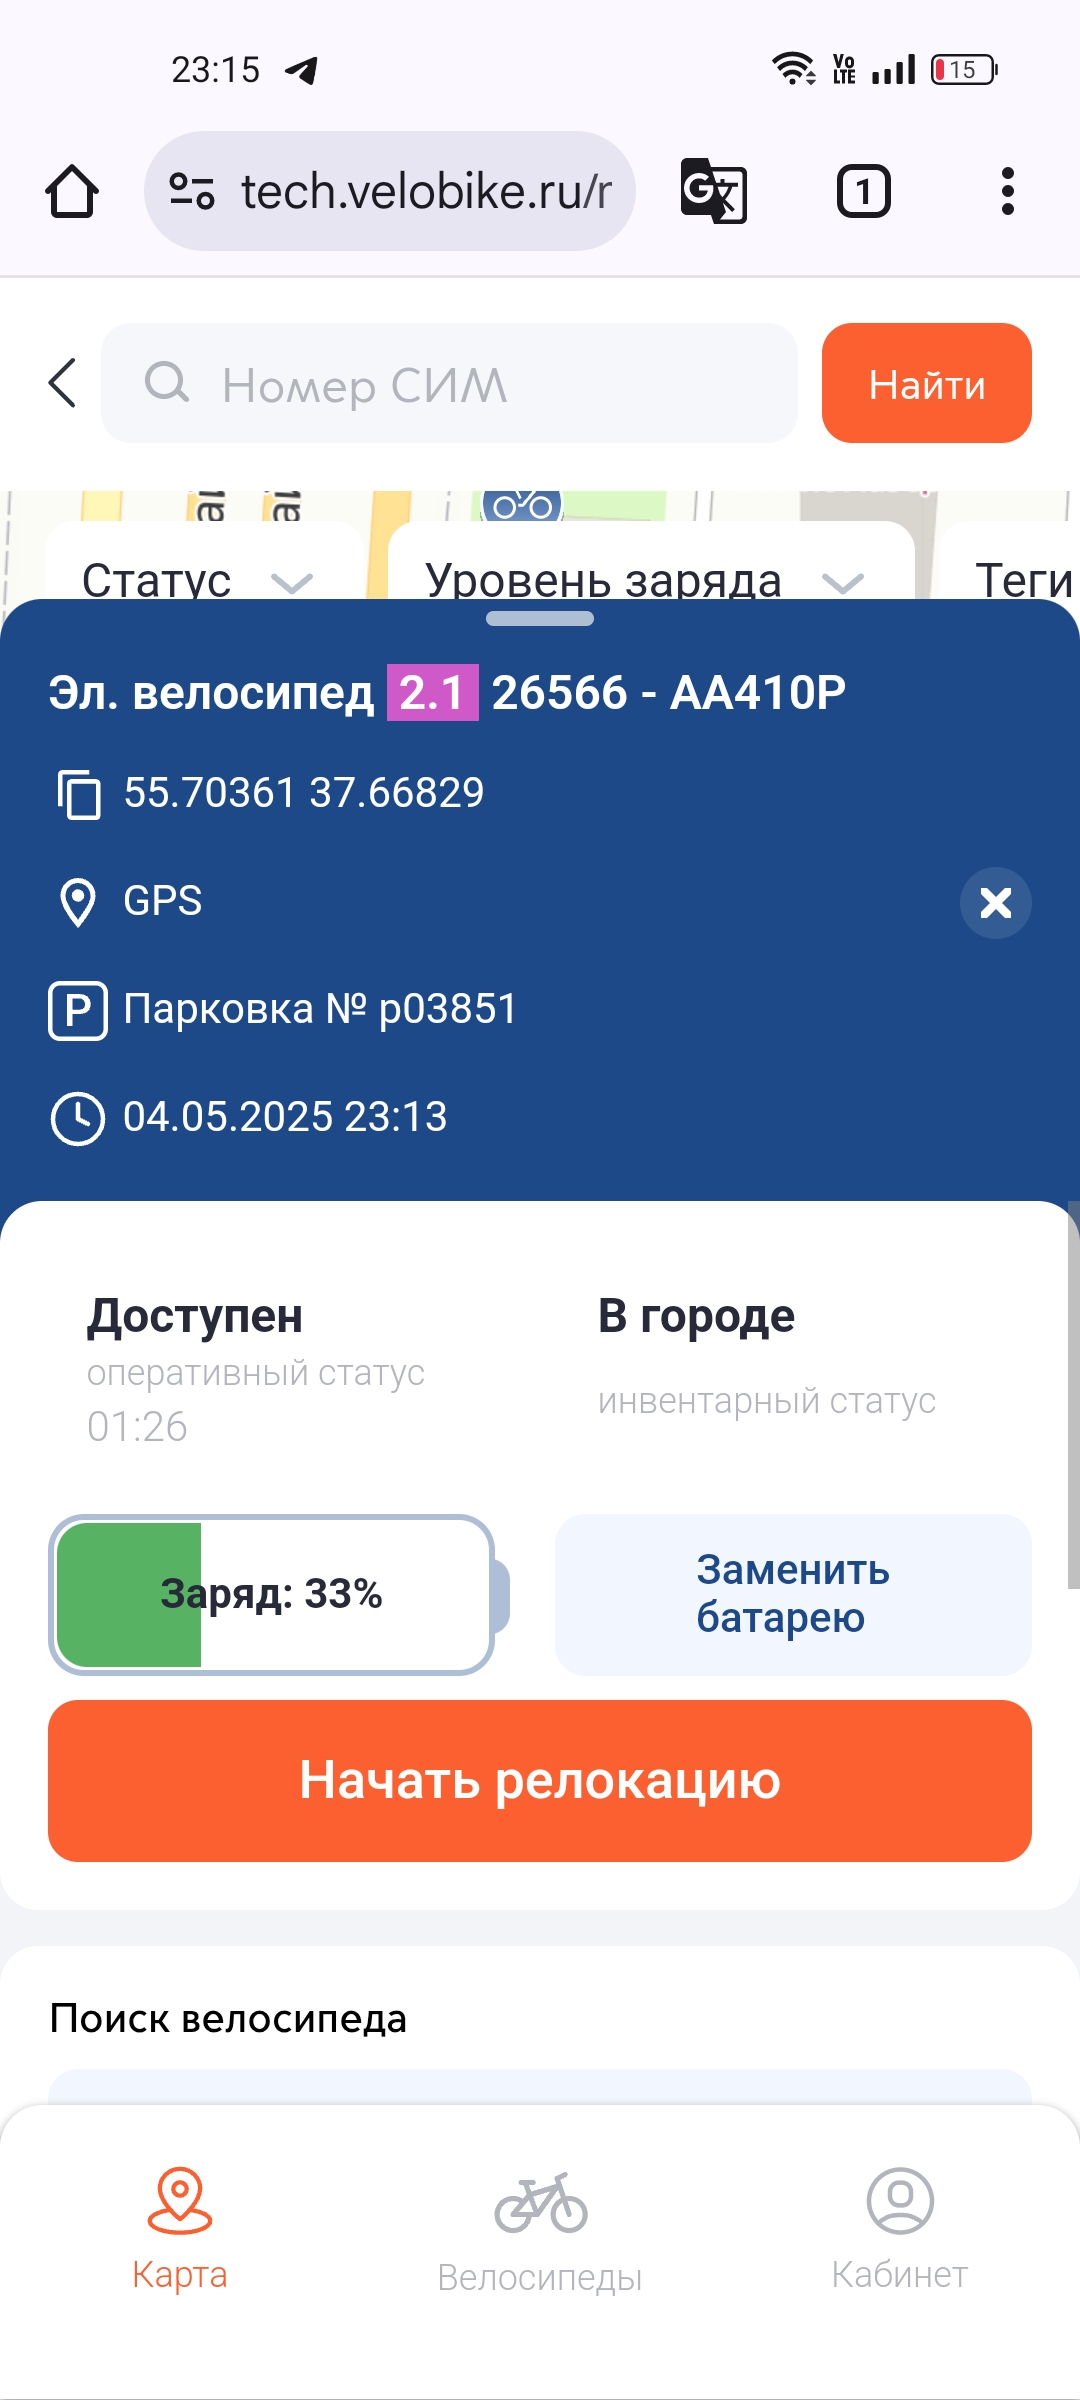 23:15
Vo
LTE
15
tech.velobike.ru/r
1
Номер СИМ
Найти
Статус
Уровень заряда
Теги
Эл. велосипед 2.1 26566 - АА410Р
55.70361 37.66829
GPS
P Парковка № p03851
04.05.2025 23:13
Доступен
оперативный статус
01:26
В городе
инвентарный статус
Заряд: 33%
Заменить
батарею
Начать релокацию
Поиск велосипеда
Карта
Велосипеды
Кабинет